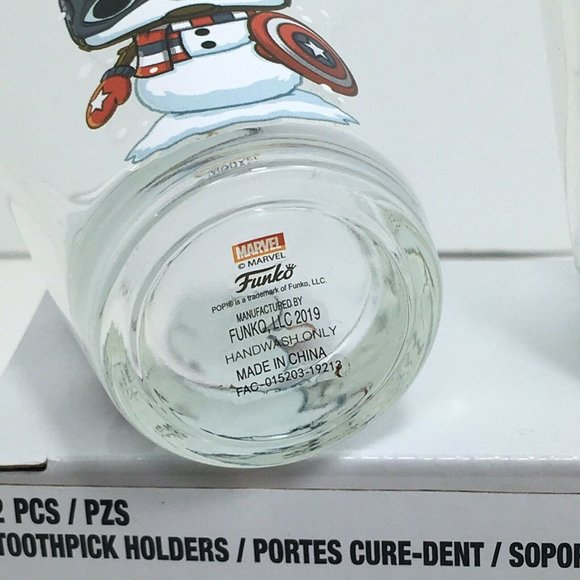 MARVEL
© MARVEL
Funko
POP!® is a trademark of Funko, LLC.
MANUFACTURED BY
FUNKO, LLC 2019
HANDWASH ONLY
MADE IN CHINA
FAC-015203-19213
2 PCS / PZS
TOOTHPICK HOLDERS / PORTES CURE-DENT / SOPOR